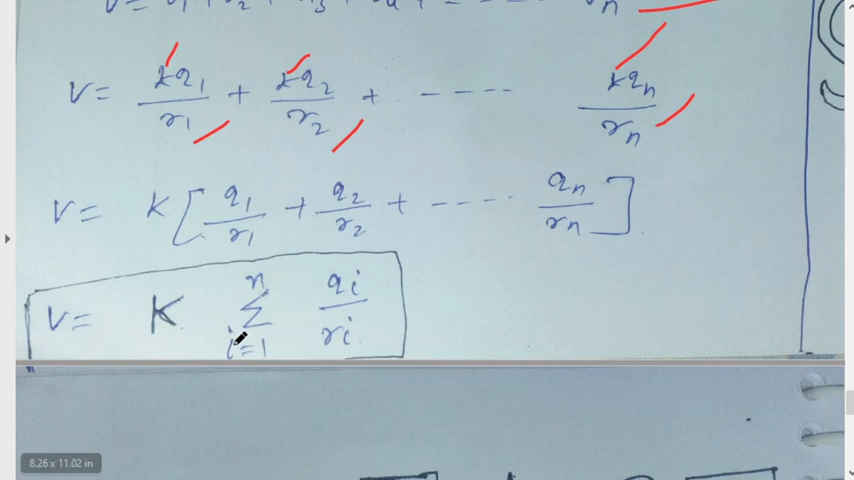 V= Kq1/r1 + Kq2/r2 + ---- Kqn/rn
V= K[q1/r1 + q2/r2 + ---- qn/rn]
V= K n Σ i=1 qi/ri
8.26 x 11.02 in